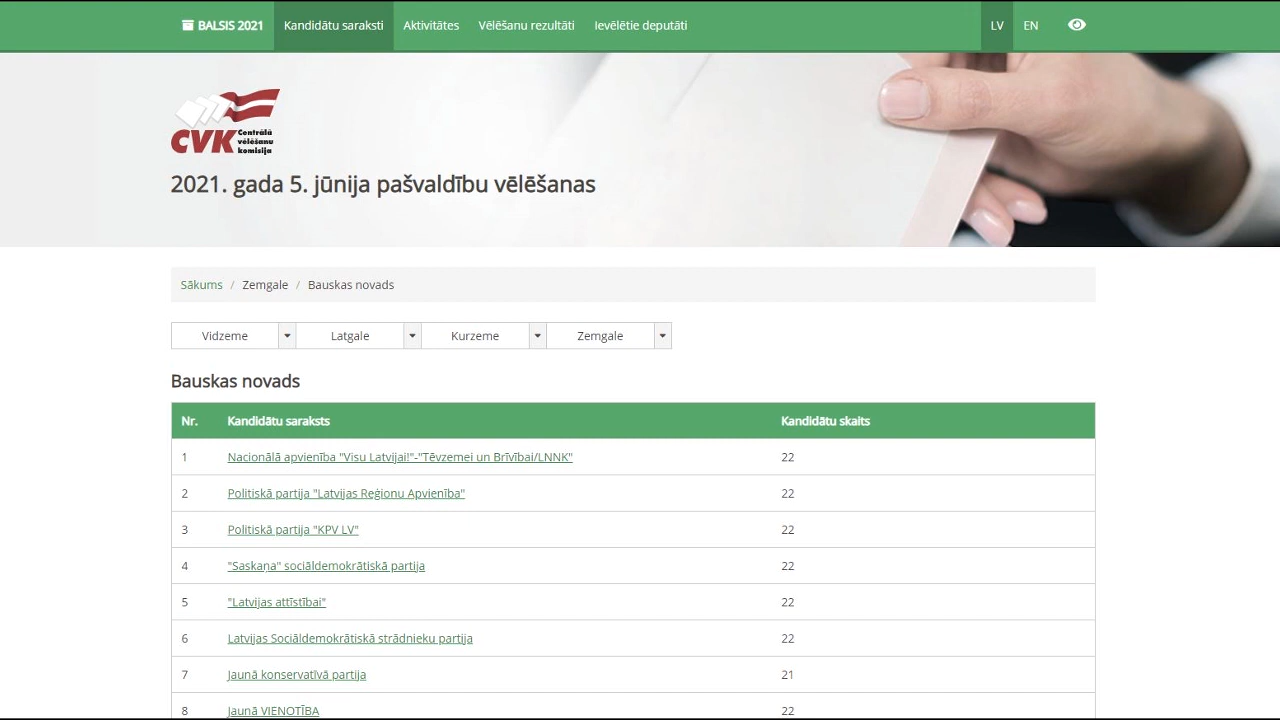 BALSIS 2021 Kandidātu saraksti Aktivitātes Vēlēšanu rezultāti Ievēlētie deputāti LV EN
CVK Centrālā
vēlēšanu
komisija
2021. gada 5. jūnija pašvaldību vēlēšanas
Sākums / Zemgale / Bauskas novads
Vidzeme Latgale Kurzeme Zemgale
Bauskas novads
Nr. Kandidātu saraksts Kandidātu skaits
1 Nacionālā apvienība "Visu Latvijai!"-"Tēvzemei un Brīvībai/LNNK" 22
2 Politiskā partija "Latvijas Reģionu Apvienība" 22
3 Politiskā partija "KPV LV" 22
4 "Saskaņa" sociāldemokrātiskā partija 22
5 "Latvijas attīstībai" 22
6 Latvijas Sociāldemokrātiskā strādnieku partija 22
7 Jaunā konservatīvā partija 21
8 Jaunā VIENOTĪBA 22